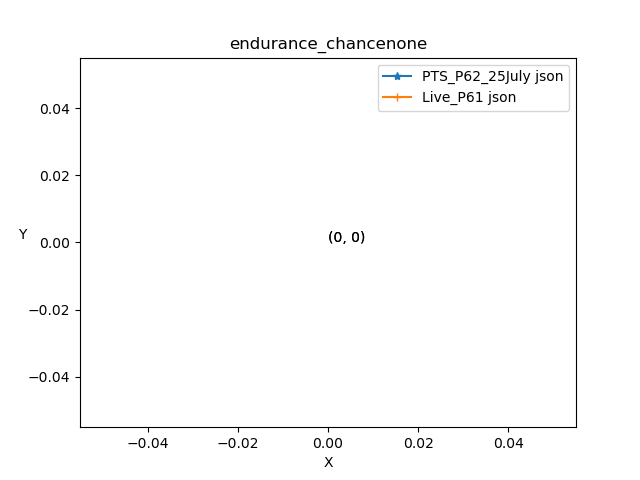 endurance_chancenone
PTS_P62_25July json
Live_P61 json
0.04
0.02
Y
0.00
(0, 0)
−0.02
−0.04
−0.04
−0.02
0.00
0.02
0.04
X